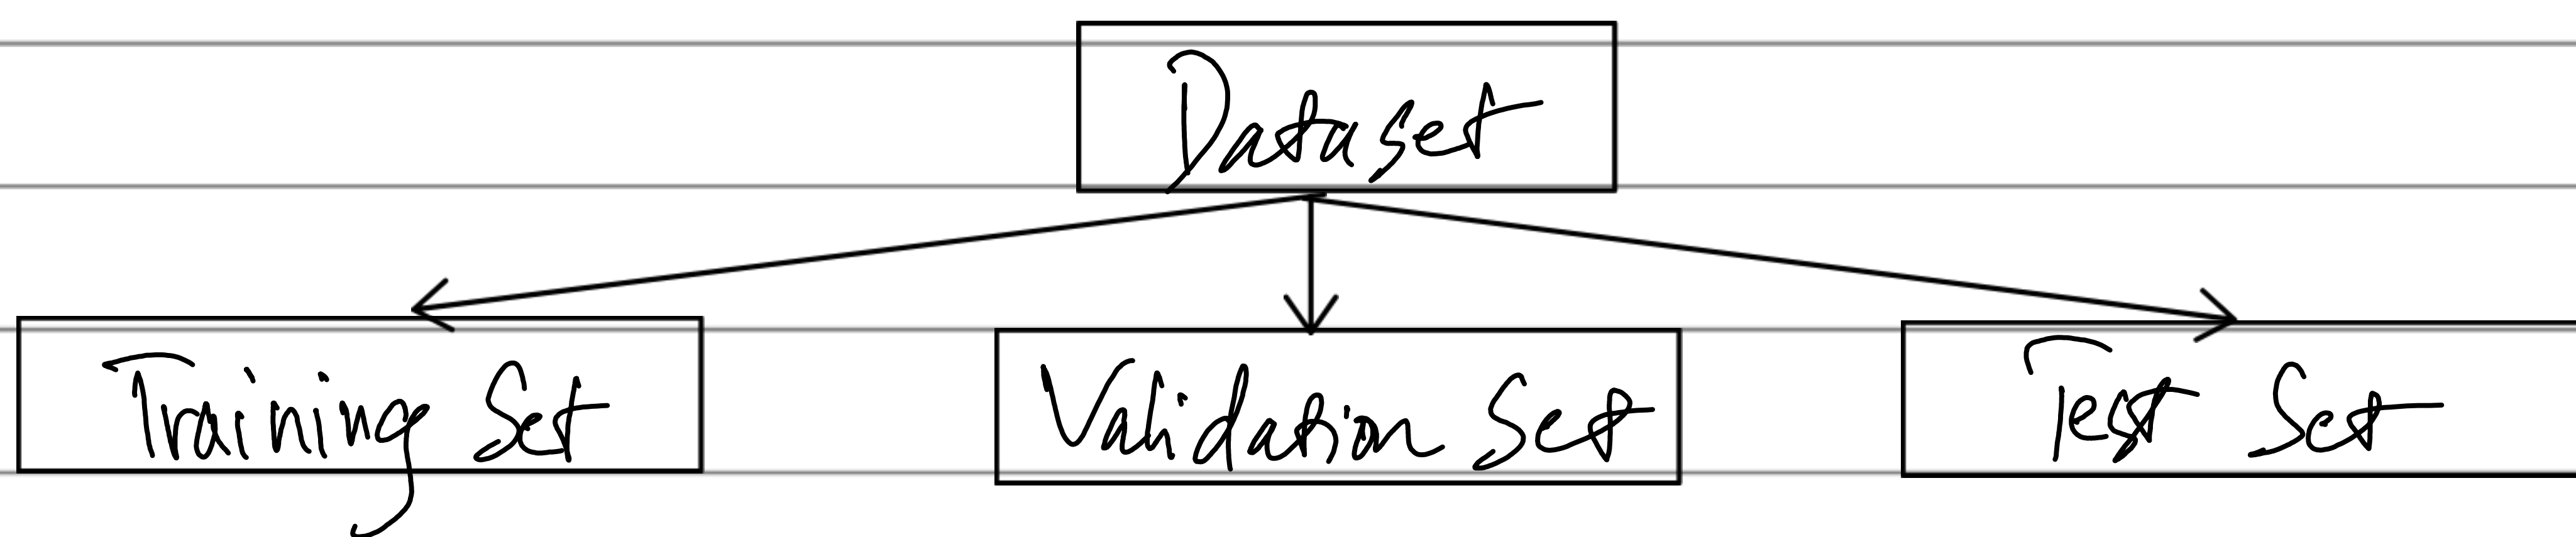 Dataset
Training Set
Validation Set
Test Set